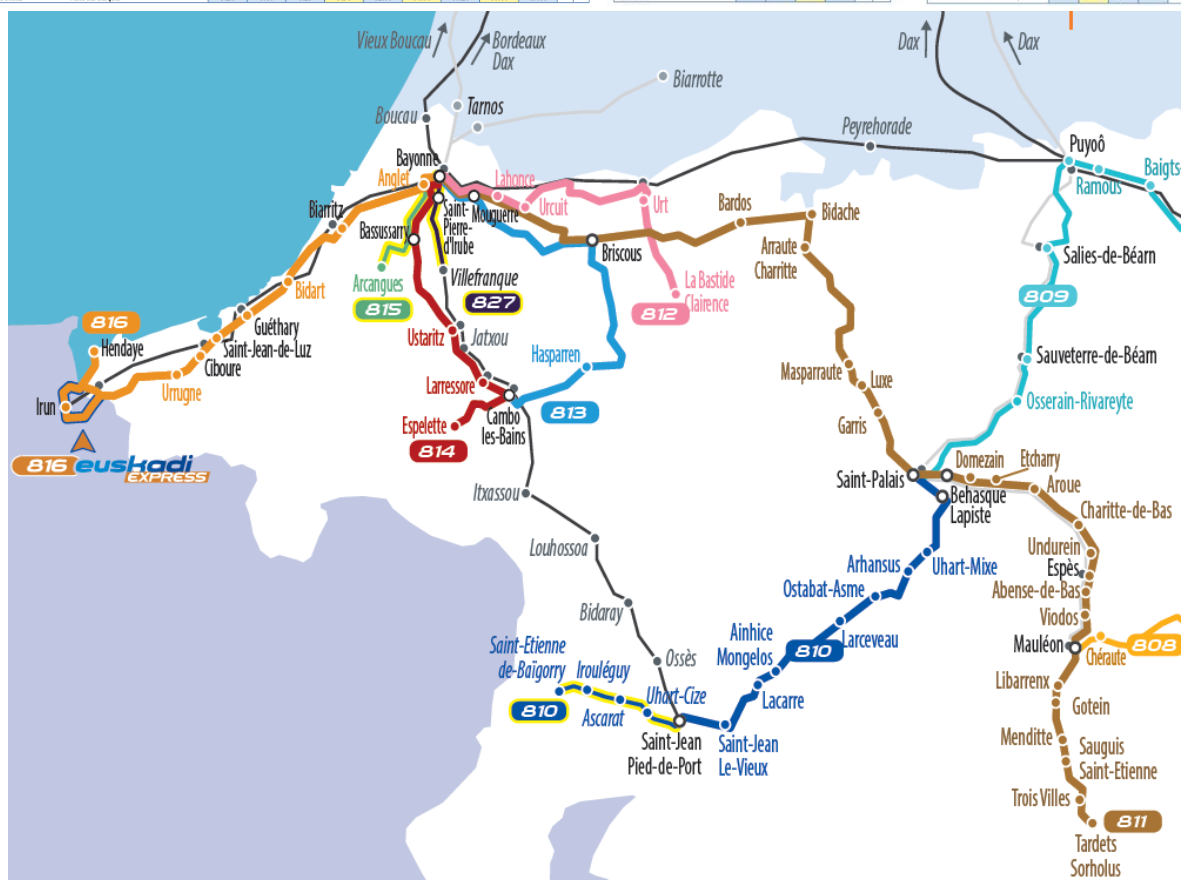 Vieux Boucau
Bordeaux
Dax
Dax
Dax
Biarrotte
Tarnos
Boucau
Peyrehorade
Puyoô
Ramous
Baigts-
Bayonne
Anglet
Lahonce
Urcuit
Urt
Biarritz
Saint-
Pierre-
d'Irube
Mouguerre
Bardos
Bidache
Bassussarry
Briscous
Arraute
Charritte
Salies-de-Béarn
Arcangues
815
Villefranque
827
La Bastide
Clairence
812
809
Bidart
816
Hendaye
Guéthary
Saint-Jean-de-Luz
Ciboure
Urrugne
Irun
816 euskadi
EXPRESS
Ustaritz
Jatxou
Hasparren
Larressore
Cambo
les-Bains
813
Espelette
814
Masparraute
Luxe
Garris
Sauveterre-de-Béarn
Osserain-Rivareyte
Itxassou
Saint-Palais
Domezain
Etcharry
Behasque
Lapiste
Aroue
Charitte-de-Bas
Louhossoa
Arhansus
Uhart-Mixe
Undurein
Espès
Ostabat-Asme
Abense-de-Bas
Bidaray
Viodos
Ainhice
Mongelos
810
Larceveau
Mauléon
Chéraute
808
Saint-Etienne
de-Baïgorry
Irouléguy
Ossès
Uhart-Cize
Lacarre
Libarrenx
810
Ascarat
Gotein
Saint-Jean
Pied-de-Port
Saint-Jean
Le-Vieux
Menditte
Sauguis
Saint-Etienne
Trois Villes
811
Tardets
Sorholus